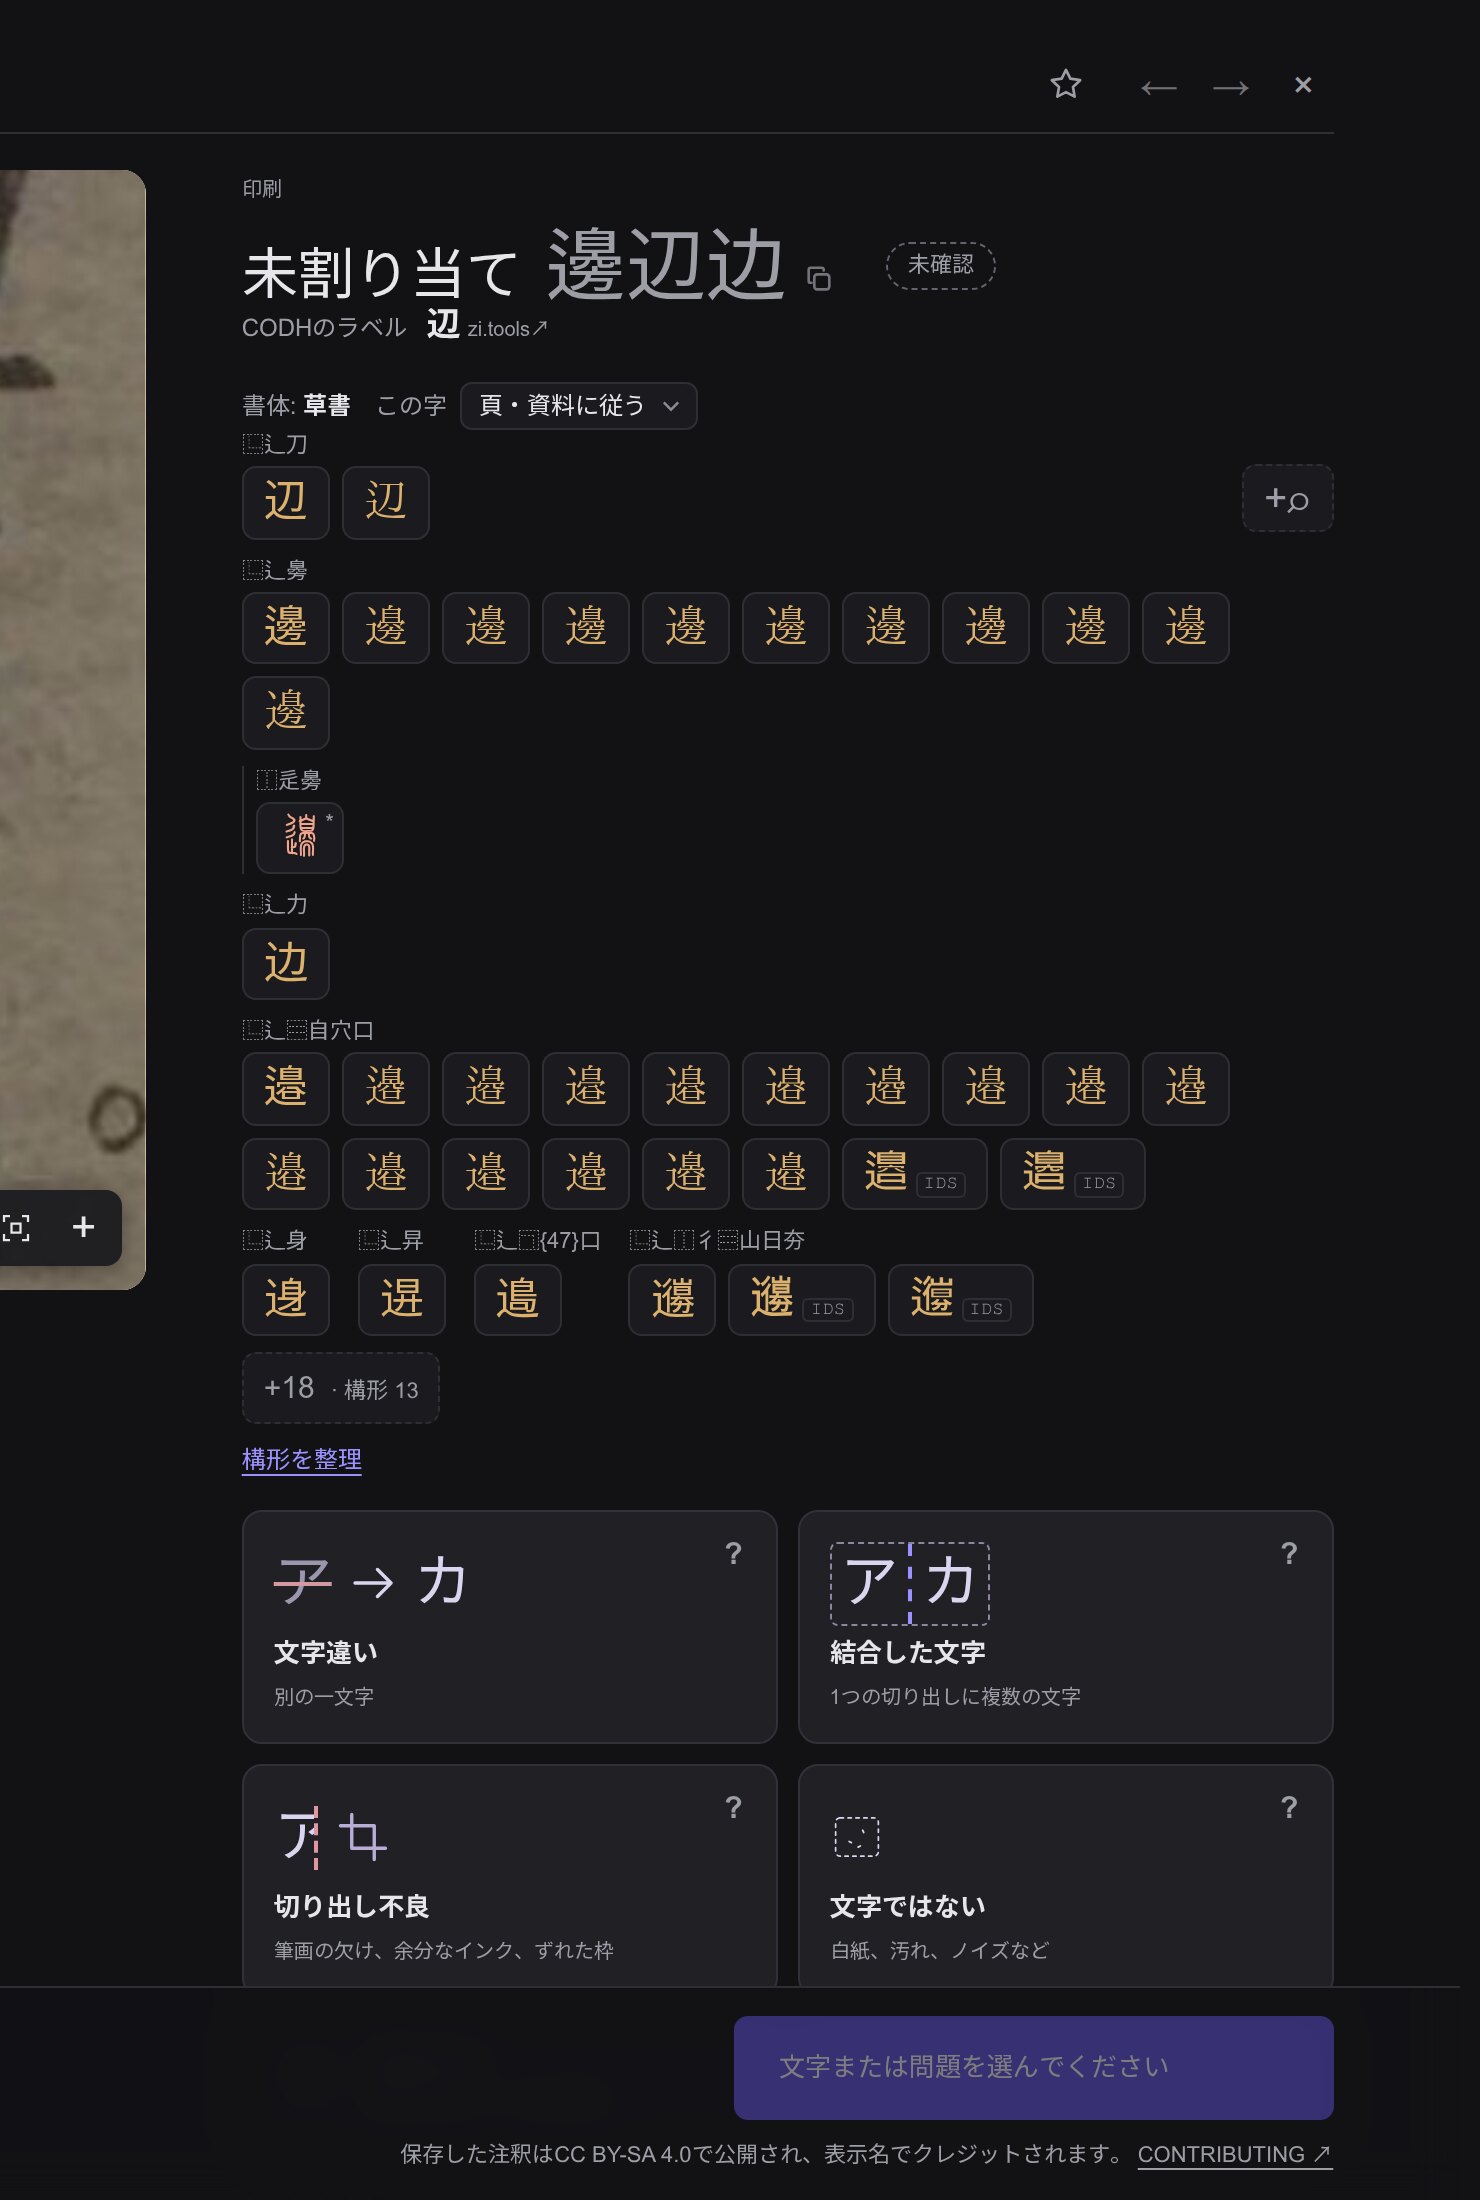 印刷
未割り当て 邊辺边 未確認
CODHのラベル 辺 zi.tools↗
書体: 草書 この字 頁・資料に従う
⿺辶刀
辺 辺
⿺辶臱
邊 邊 邊 邊 邊 邊 邊 邊 邊 邊
邊
⿰辵臱
⿺辶力
边
⿺辶⿳自穴口
邉 邉 邉 邉 邉 邉 邉 邉 邉 邉
邉 邉 邉 邉 邉 邉 IDS IDS
⿺辶身 ⿺辶{47}口 ⿺辶⿰彳⿳山日夯
IDS IDS
+18 · 構形 13
構形を整理
ア → カ ?
文字違い
別の一文字
ア カ ?
結合した文字
1つの切り出しに複数の文字
ア ?
切り出し不良
筆画の欠け、余分なインク、ずれた枠
?
文字ではない
白紙、汚れ、ノイズなど
文字または問題を選んでください
保存した注釈はCC BY-SA 4.0で公開され、表示名でクレジットされます。 CONTRIBUTING ↗